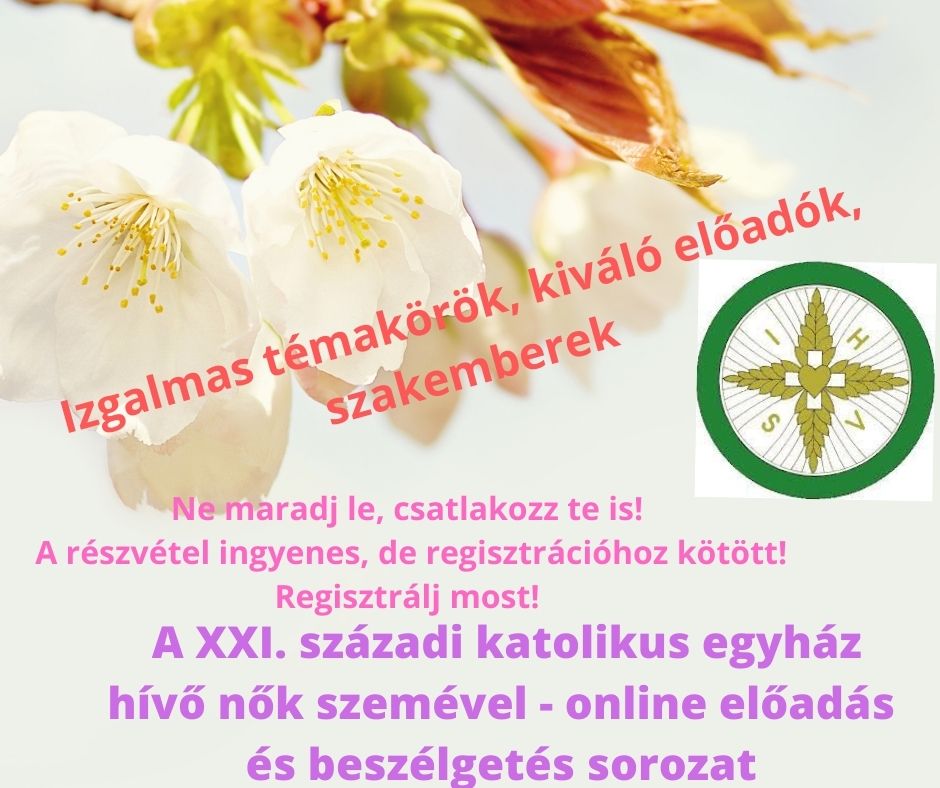 Izgalmas témakörök, kiváló előadók,
szakemberek
I H
S V
Ne maradj le, csatlakozz te is!
A részvétel ingyenes, de regisztrációhoz kötött!
Regisztrálj most!
A XXI. századi katolikus egyház
hívő nők szemével - online előadás
és beszélgetés sorozat